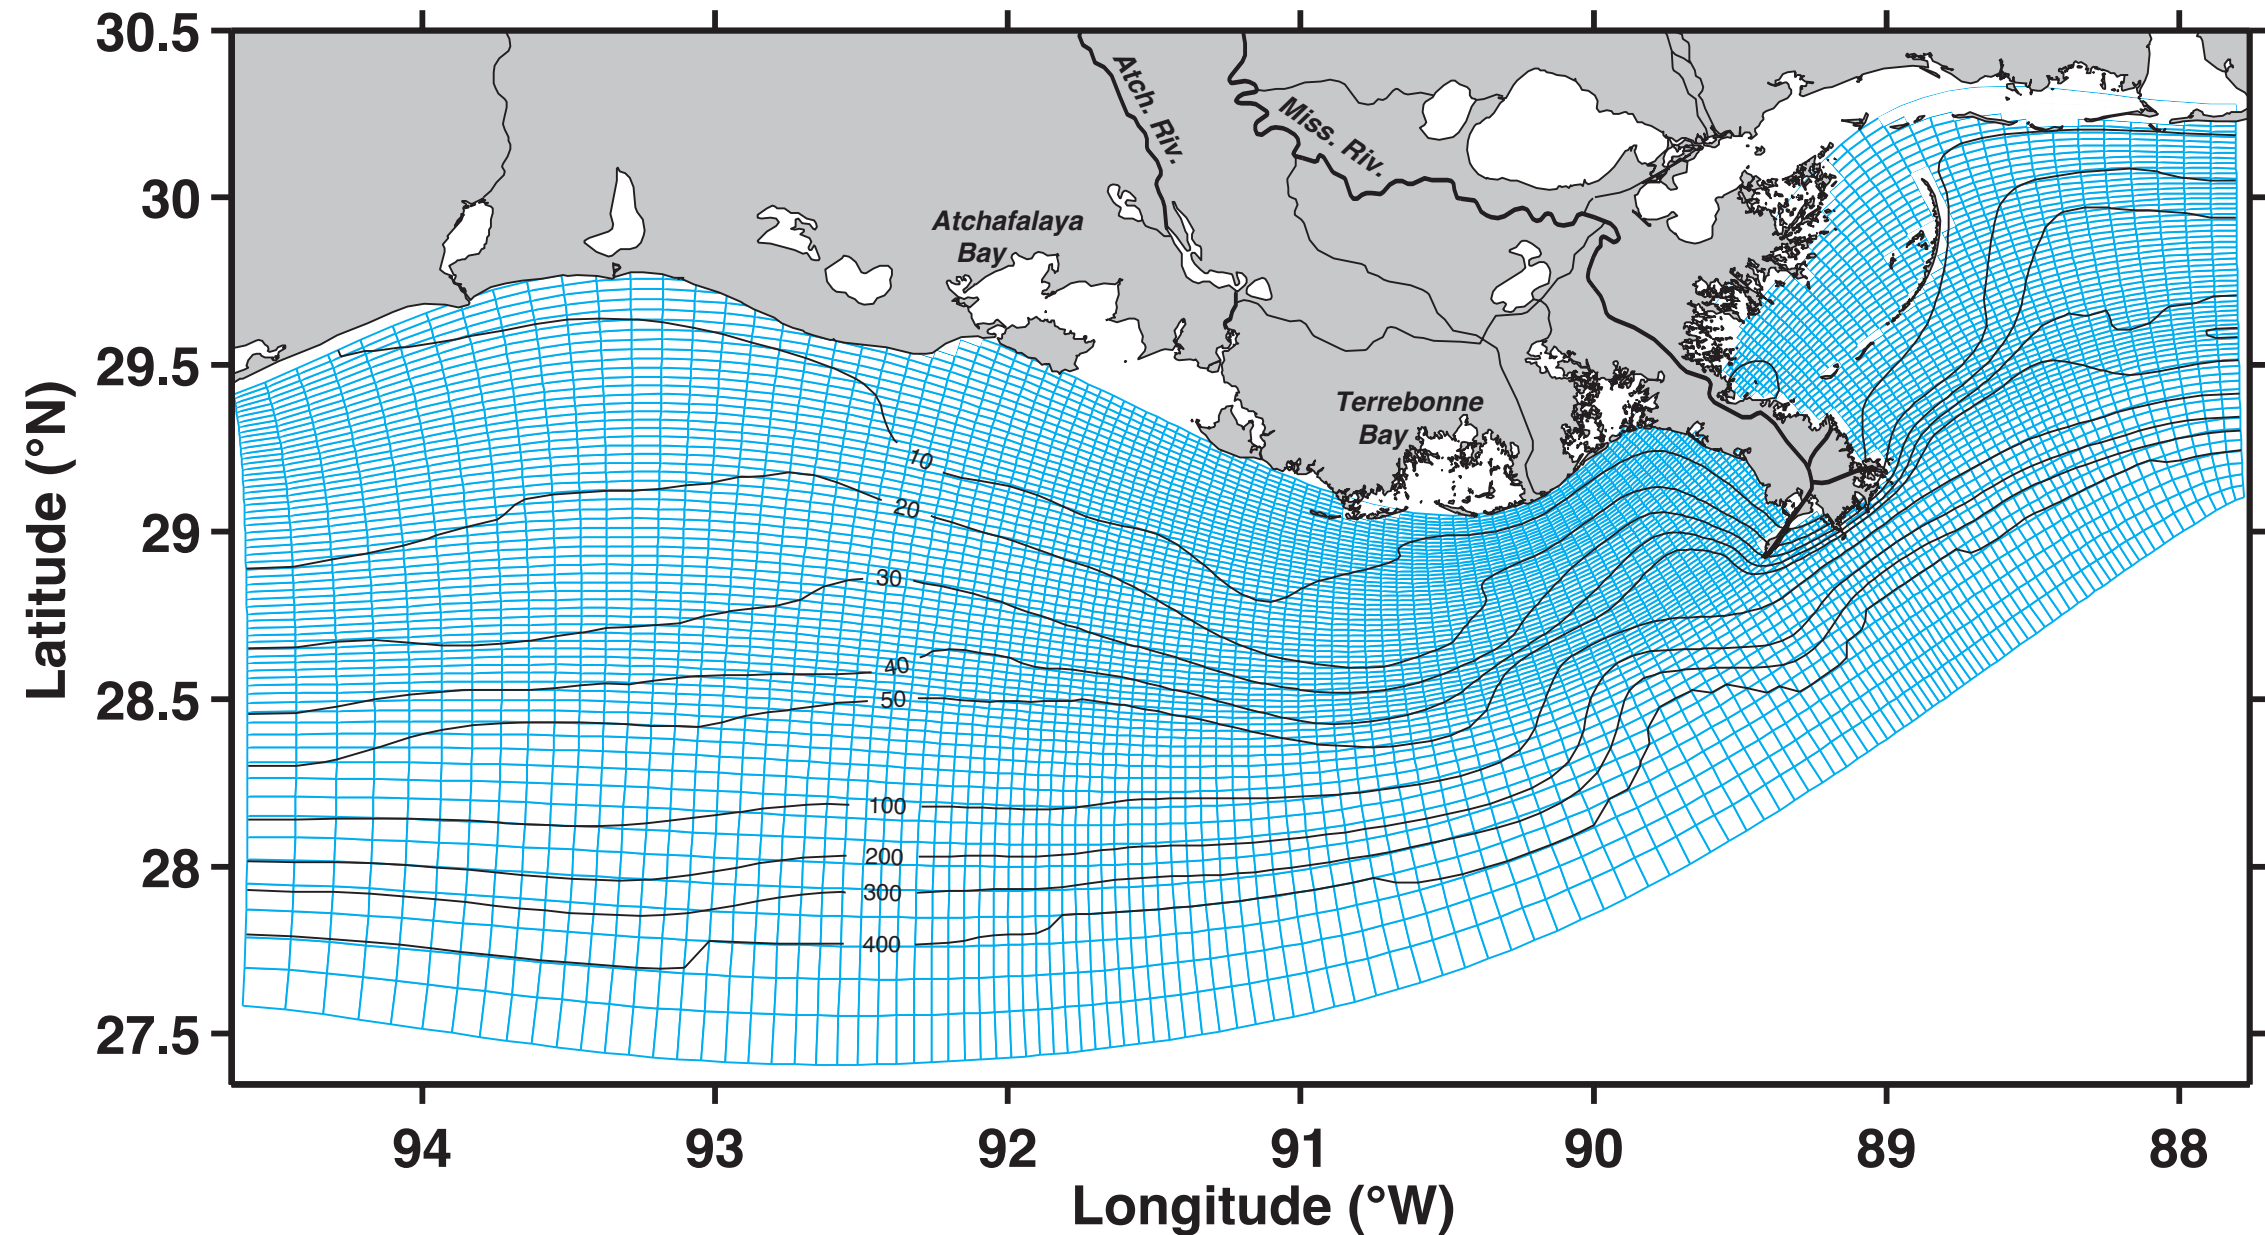 30.5
30
29.5
29
28.5
28
27.5
Latitude (°N)
Atch. Riv.
Miss. Riv.
Atchafalaya
Bay
Terrebonne
Bay
10
20
30
40
50
100
200
300
400
94
93
92
91
90
89
88
Longitude (°W)